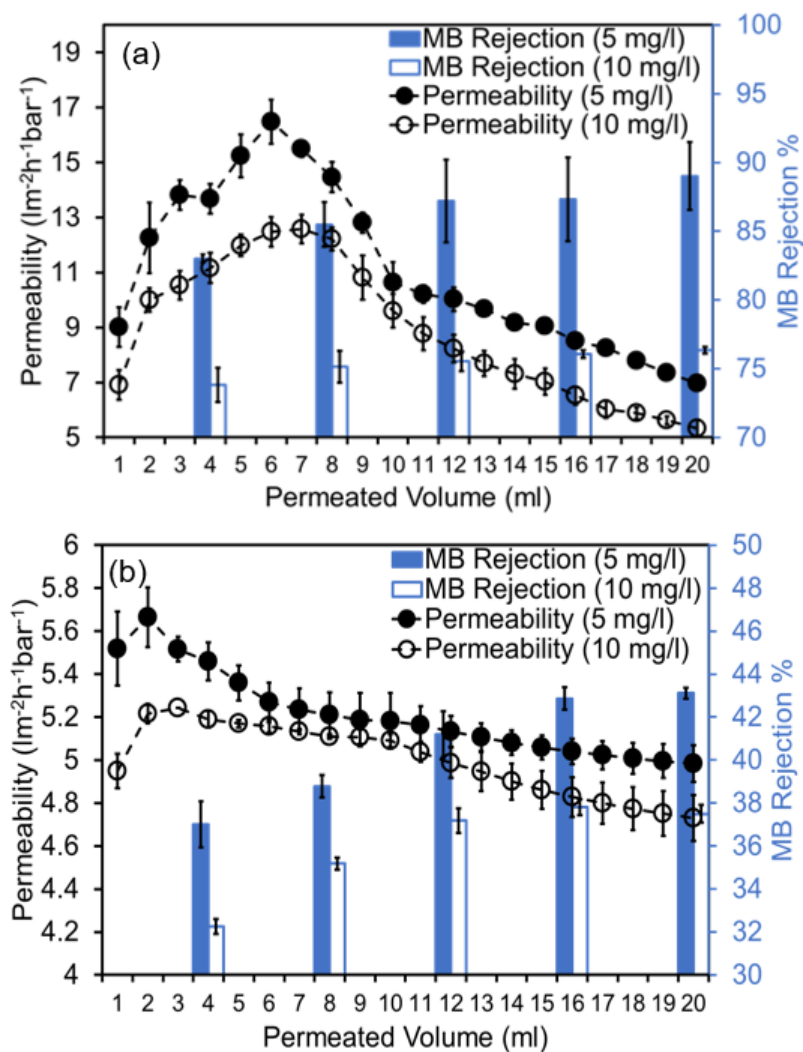 (a)
MB Rejection (5 mg/l)
MB Rejection (10 mg/l)
Permeability (5 mg/l)
Permeability (10 mg/l)
Permeability (lm⁻²h⁻¹bar⁻¹)
19
17
15
13
11
9
7
5
MB Rejection %
100
95
90
85
80
75
70
1 2 3 4 5 6 7 8 9 10 11 12 13 14 15 16 17 18 19 20
Permeated Volume (ml)
(b)
MB Rejection (5 mg/l)
MB Rejection (10 mg/l)
Permeability (5 mg/l)
Permeability (10 mg/l)
Permeability (lm⁻²h⁻¹bar⁻¹)
6
5.8
5.6
5.4
5.2
5
4.8
4.6
4.4
4.2
4
MB Rejection %
50
48
46
44
42
40
38
36
34
32
30
1 2 3 4 5 6 7 8 9 10 11 12 13 14 15 16 17 18 19 20
Permeated Volume (ml)